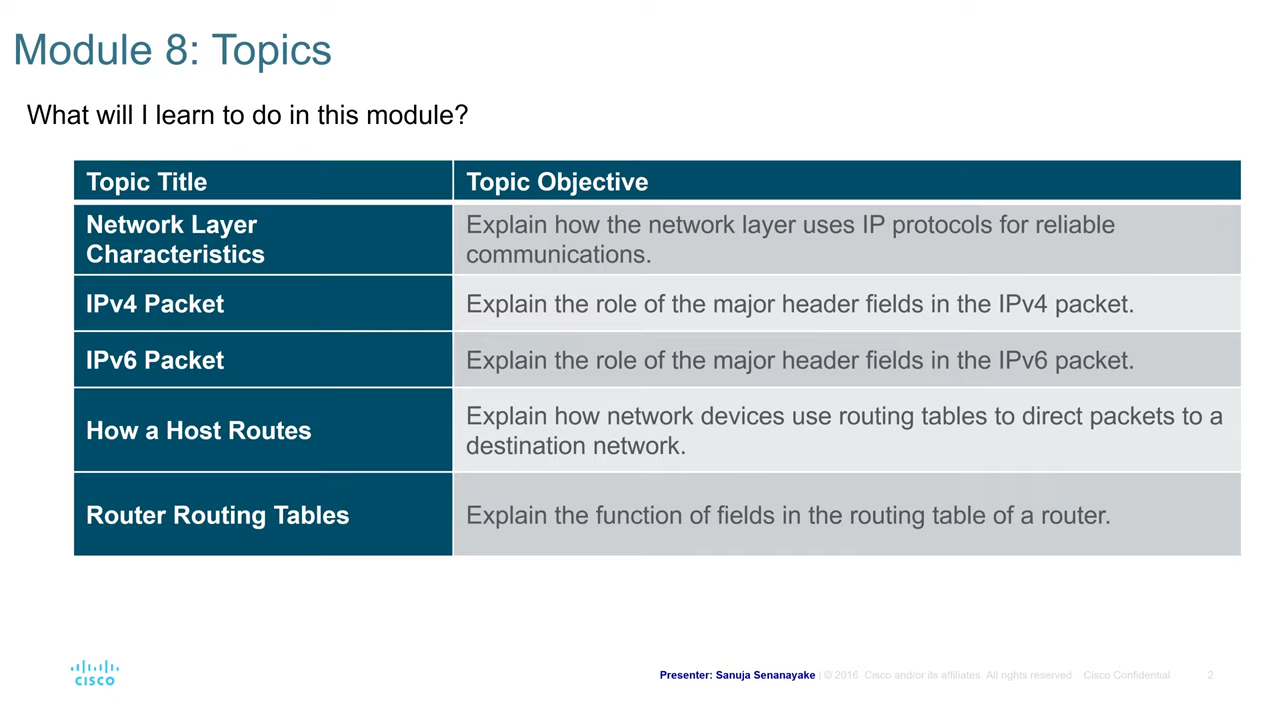 Module 8: Topics
What will I learn to do in this module?
Topic Title
Topic Objective
Network Layer
Characteristics
Explain how the network layer uses IP protocols for reliable
communications.
IPv4 Packet
Explain the role of the major header fields in the IPv4 packet.
IPv6 Packet
Explain the role of the major header fields in the IPv6 packet.
How a Host Routes
Explain how network devices use routing tables to direct packets to a
destination network.
Router Routing Tables
Explain the function of fields in the routing table of a router.
CISCO
Presenter: Sanuja Senanayake | © 2016 Cisco and/or its affiliates. All rights reserved. Cisco Confidential 2